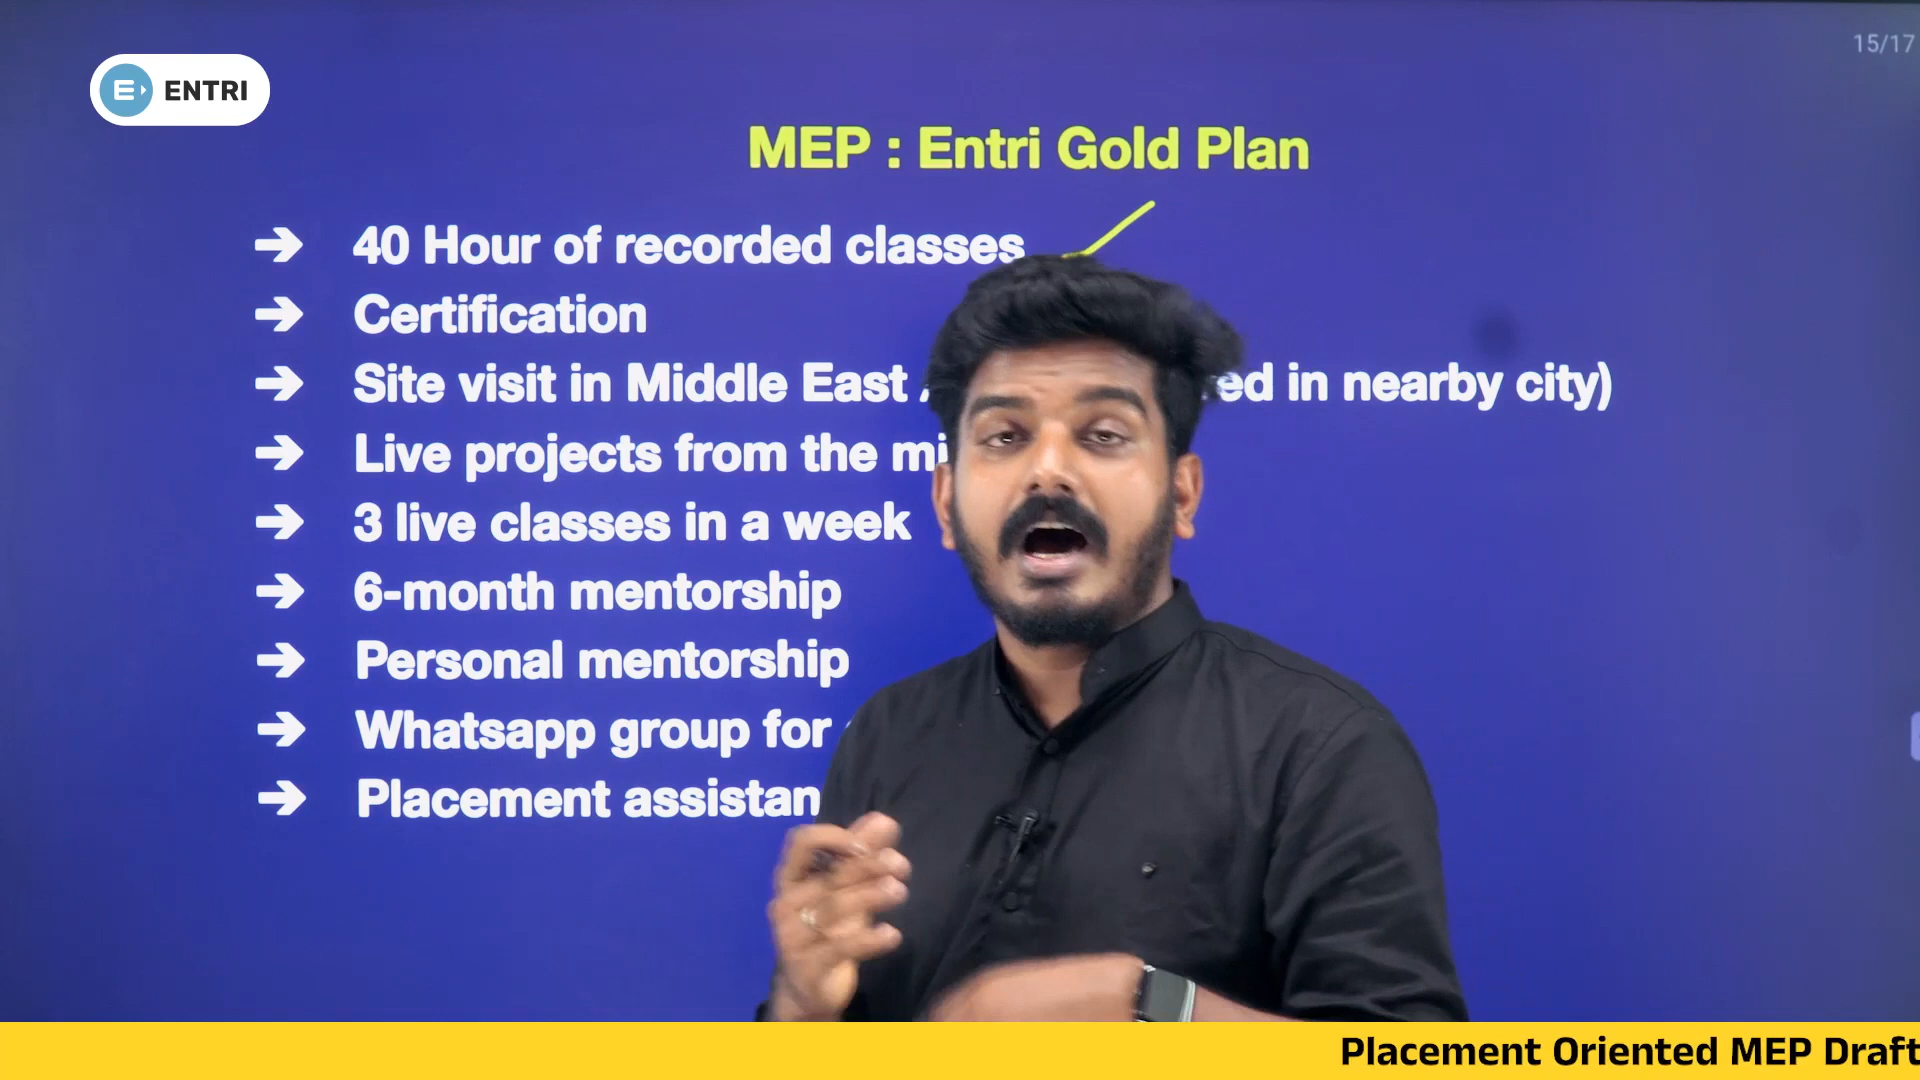 15/17
ENTRI
MEP : Entri Gold Plan
➔ 40 Hour of recorded classes
➔ Certification
➔ Site visit in Middle East in nearby city)
➔ Live projects from the
➔ 3 live classes in a week
➔ 6-month mentorship
➔ Personal mentorship
➔ Whatsapp group for
➔ Placement
Placement Oriented MEP